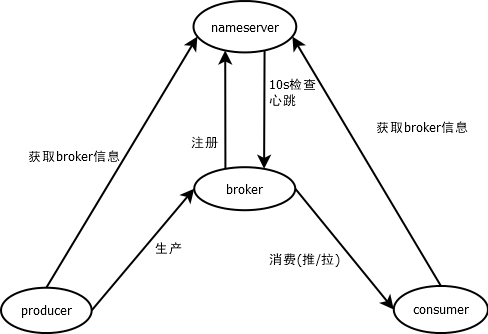 nameserver
10s检查
心跳
获取broker信息
注册
获取broker信息
broker
生产
消费(推/拉)
producer
consumer